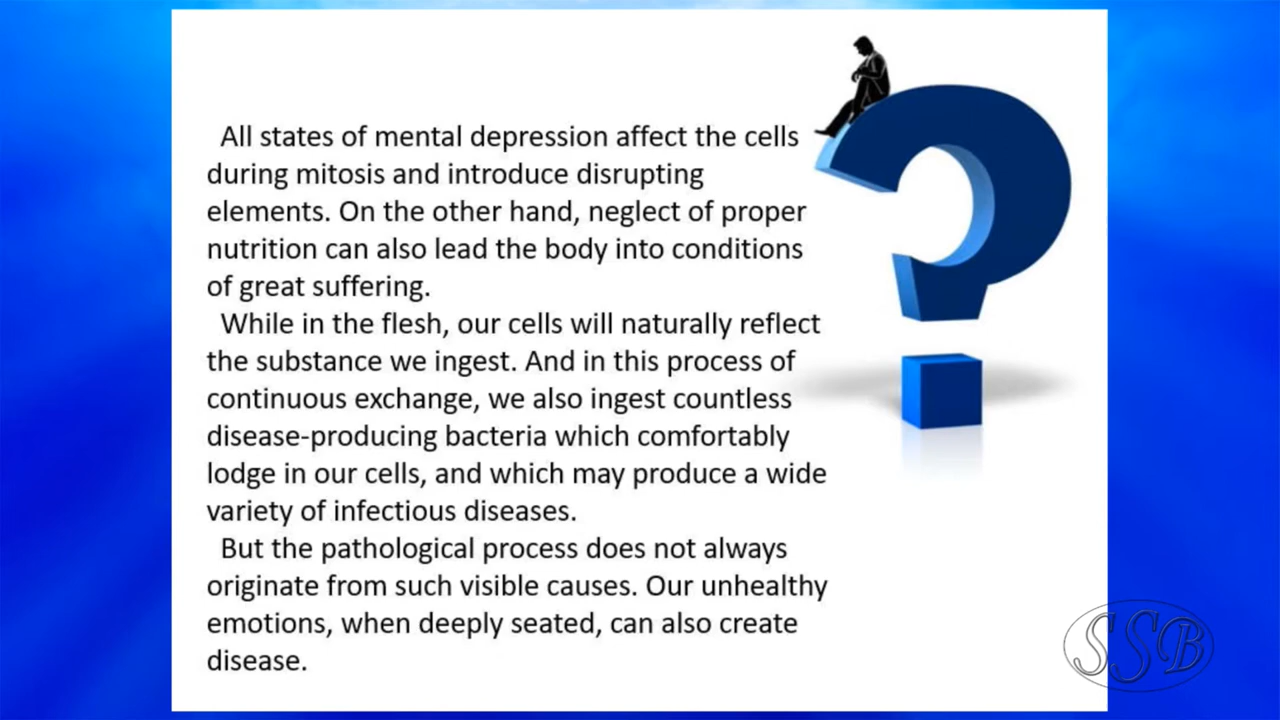 All states of mental depression affect the cells
during mitosis and introduce disrupting
elements. On the other hand, neglect of proper
nutrition can also lead the body into conditions
of great suffering.
While in the flesh, our cells will naturally reflect
the substance we ingest. And in this process of
continuous exchange, we also ingest countless
disease-producing bacteria which comfortably
lodge in our cells, and which may produce a wide
variety of infectious diseases.
But the pathological process does not always
originate from such visible causes. Our unhealthy
emotions, when deeply seated, can also create
disease.
SSB